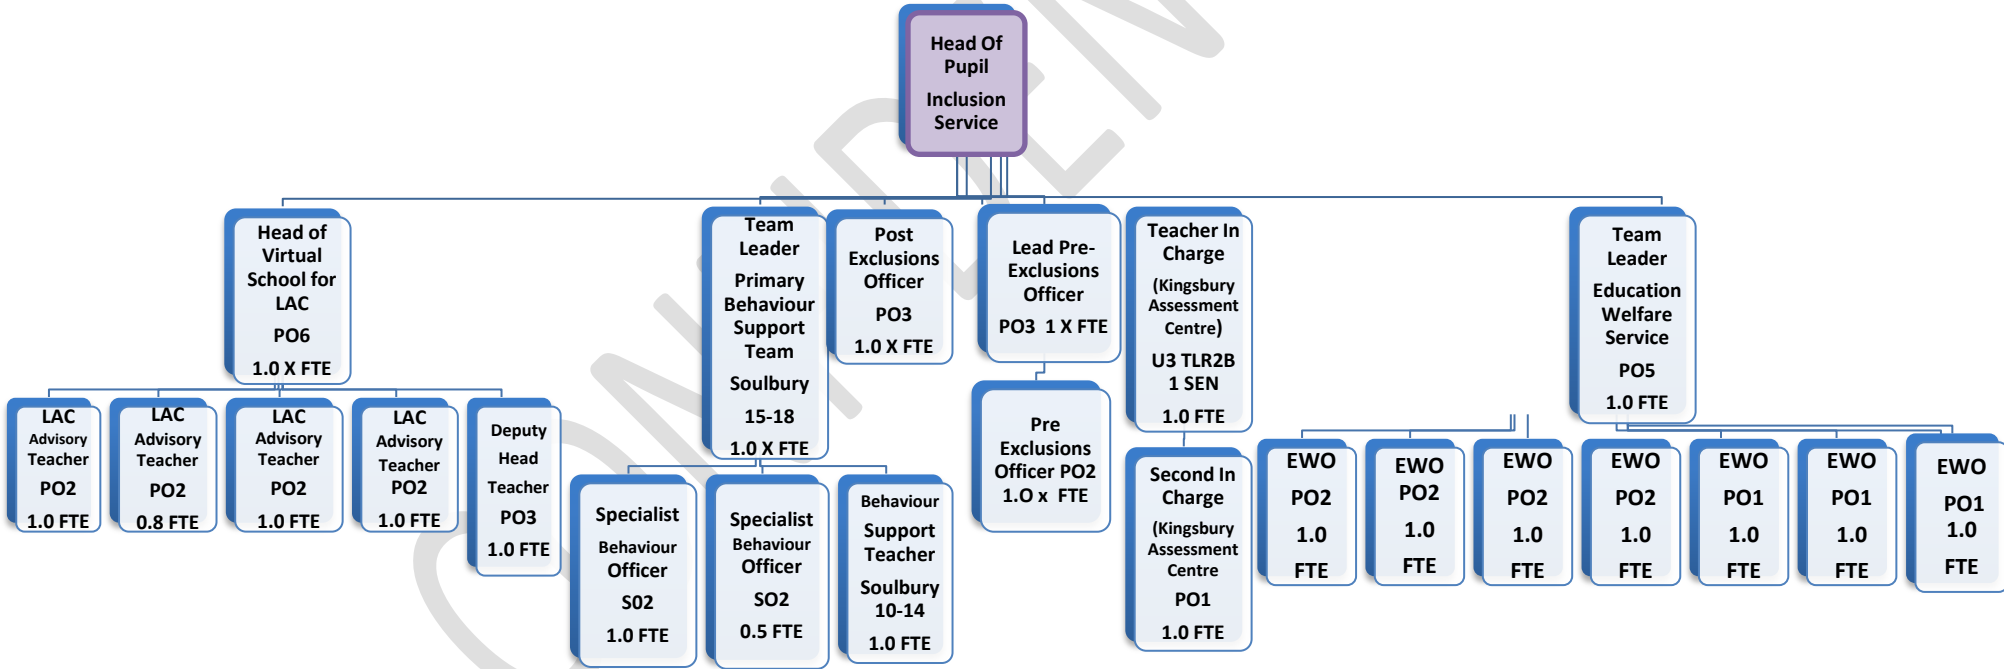 Head Of
Pupil
Inclusion
Service
Head of
Virtual
School for
LAC
PO6
1.0 X FTE
Team
Leader
Primary
Behaviour
Support
Team
Soulbury
15-18
1.0 X FTE
Post
Exclusions
Officer
PO3
1.0 X FTE
Lead Pre-
Exclusions
Officer
PO3 1 X FTE
Teacher In
Charge
(Kingsbury
Assessment
Centre)
U3 TLR2B
1 SEN
1.0 FTE
Team
Leader
Education
Welfare
Service
PO5
1.0 FTE
LAC
Advisory
Teacher
PO2
1.0 FTE
LAC
Advisory
Teacher
PO2
0.8 FTE
LAC
Advisory
Teacher
PO2
1.0 FTE
LAC
Advisory
Teacher
PO2
1.0 FTE
Deputy
Head
Teacher
PO3
1.0 FTE
Specialist
Behaviour
Officer
S02
1.0 FTE
Specialist
Behaviour
Officer
SO2
0.5 FTE
Behaviour
Support
Teacher
Soulbury
10-14
1.0 FTE
Pre
Exclusions
Officer PO2
1.O x FTE
Second In
Charge
(Kingsbury
Assessment
Centre
PO1
1.0 FTE
EWO
PO2
1.0
FTE
EWO
PO2
1.0
FTE
EWO
PO2
1.0
FTE
EWO
PO2
1.0
FTE
EWO
PO1
1.0
FTE
EWO
PO1
1.0
FTE
EWO
PO1
1.0
FTE